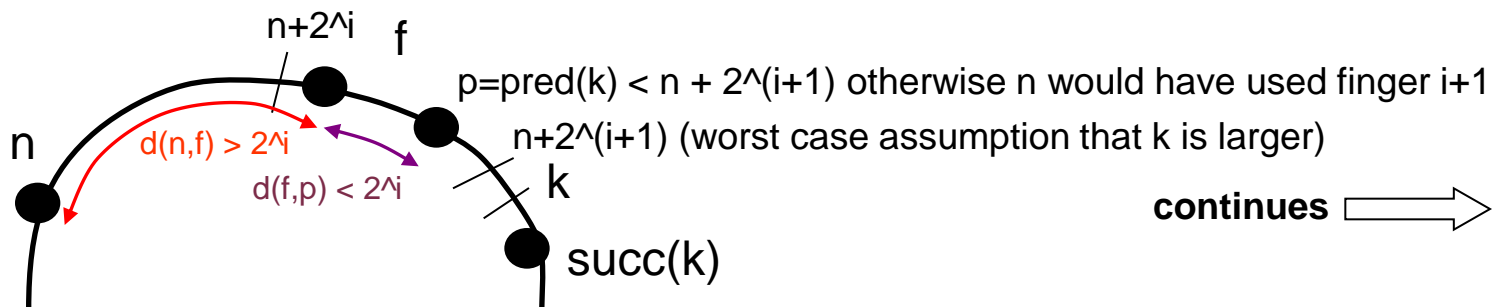 n+2^i
f
p=pred(k) < n + 2^(i+1) otherwise n would have used finger i+1
n
d(n,f) > 2^i
n+2^(i+1) (worst case assumption that k is larger)
d(f,p) < 2^i
k
continues
succ(k)